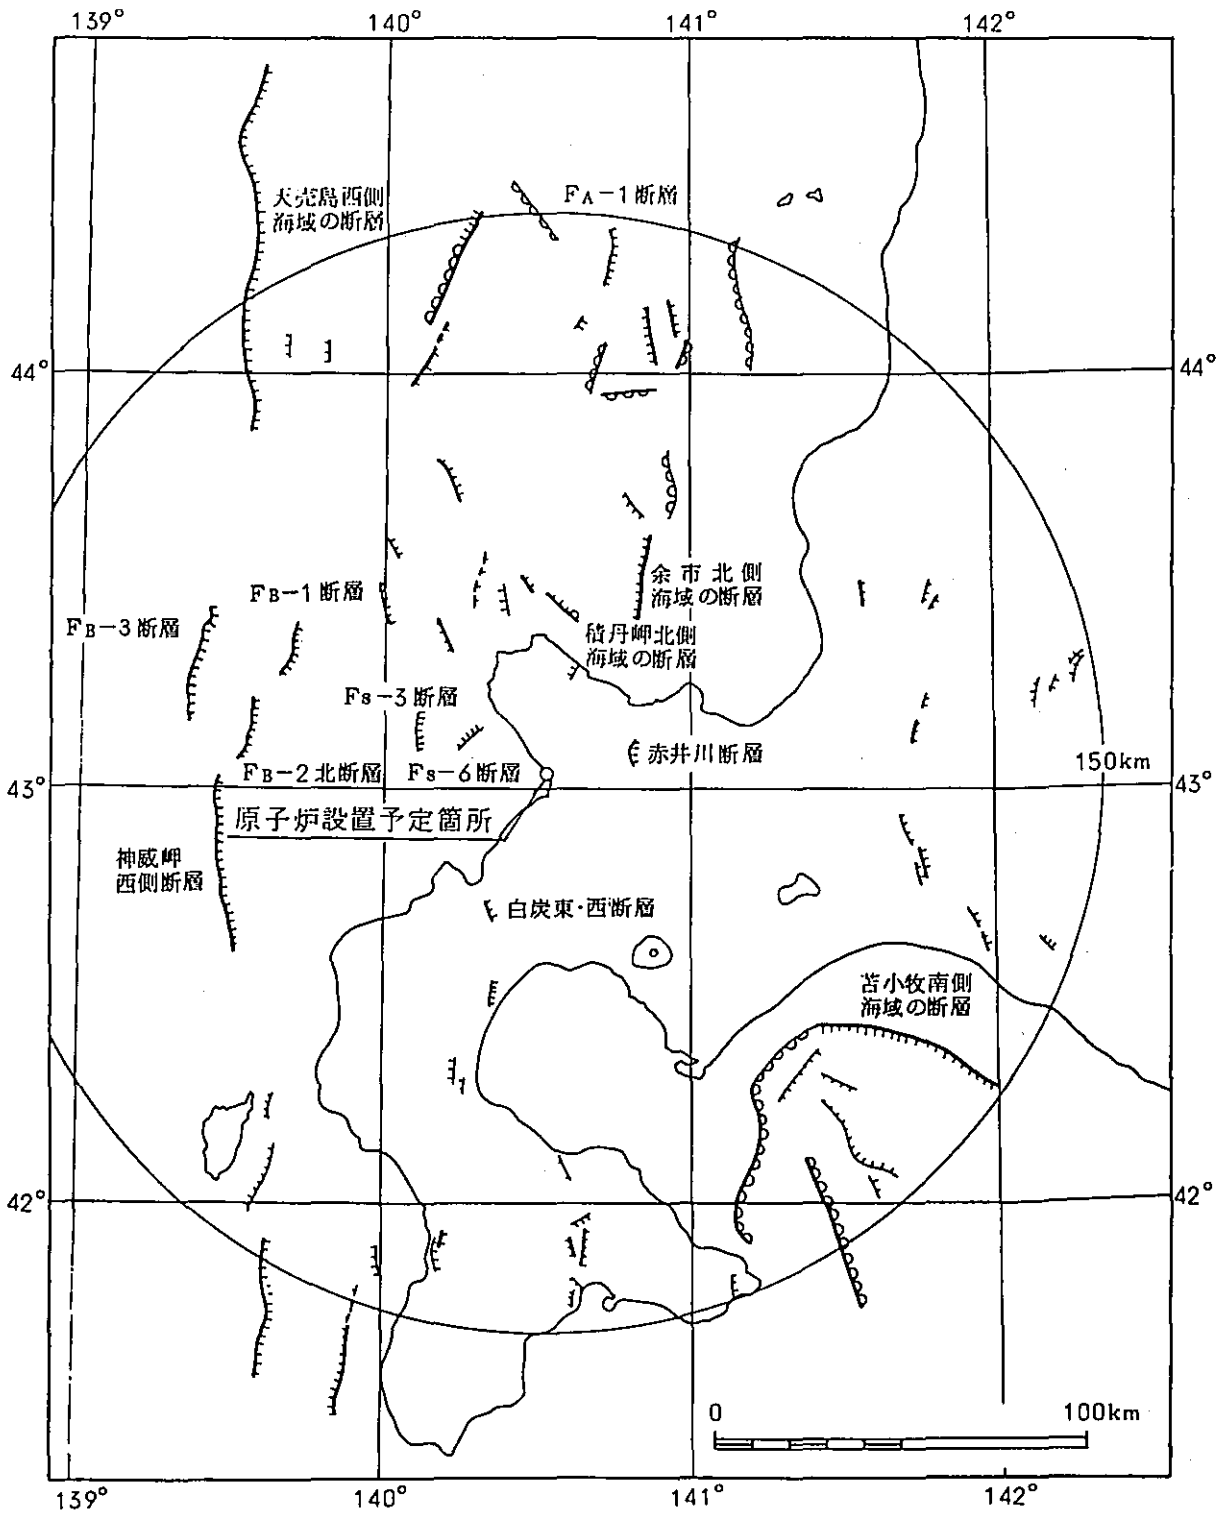 139°
140°
141°
142°
天売島西側
海域の断層
FA-1断層
44°
44°
FB-1断層
余市北側
海域の断層
FB-3断層
積丹岬北側
海域の断層
FS-3断層
赤井川断層
FB-2北断層
FS-6断層
150km
43°
43°
原子炉設置予定箇所
神威岬
西側断層
白炭東・西断層
苫小牧南側
海域の断層
42°
42°
0
100km
139°
140°
141°
142°